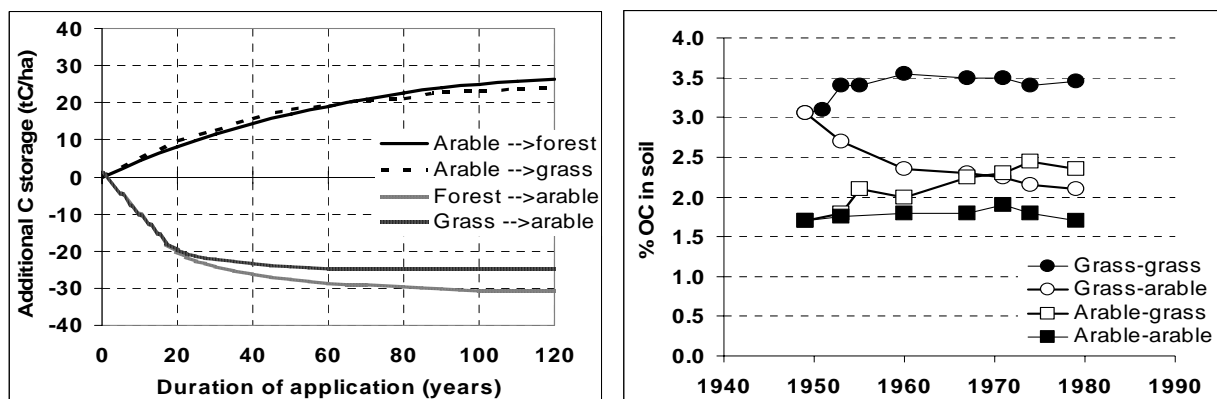 Additional C storage (tC/ha)
40
30
20
10
0
-10
-20
-30
-40
Arable -->forest
Arable -->grass
Forest -->arable
Grass -->arable
0 20 40 60 80 100 120
Duration of application (years)
% OC in soil
4.0
3.5
3.0
2.5
2.0
1.5
1.0
0.5
0.0
Grass-grass
Grass-arable
Arable-grass
Arable-arable
1940 1950 1960 1970 1980 1990